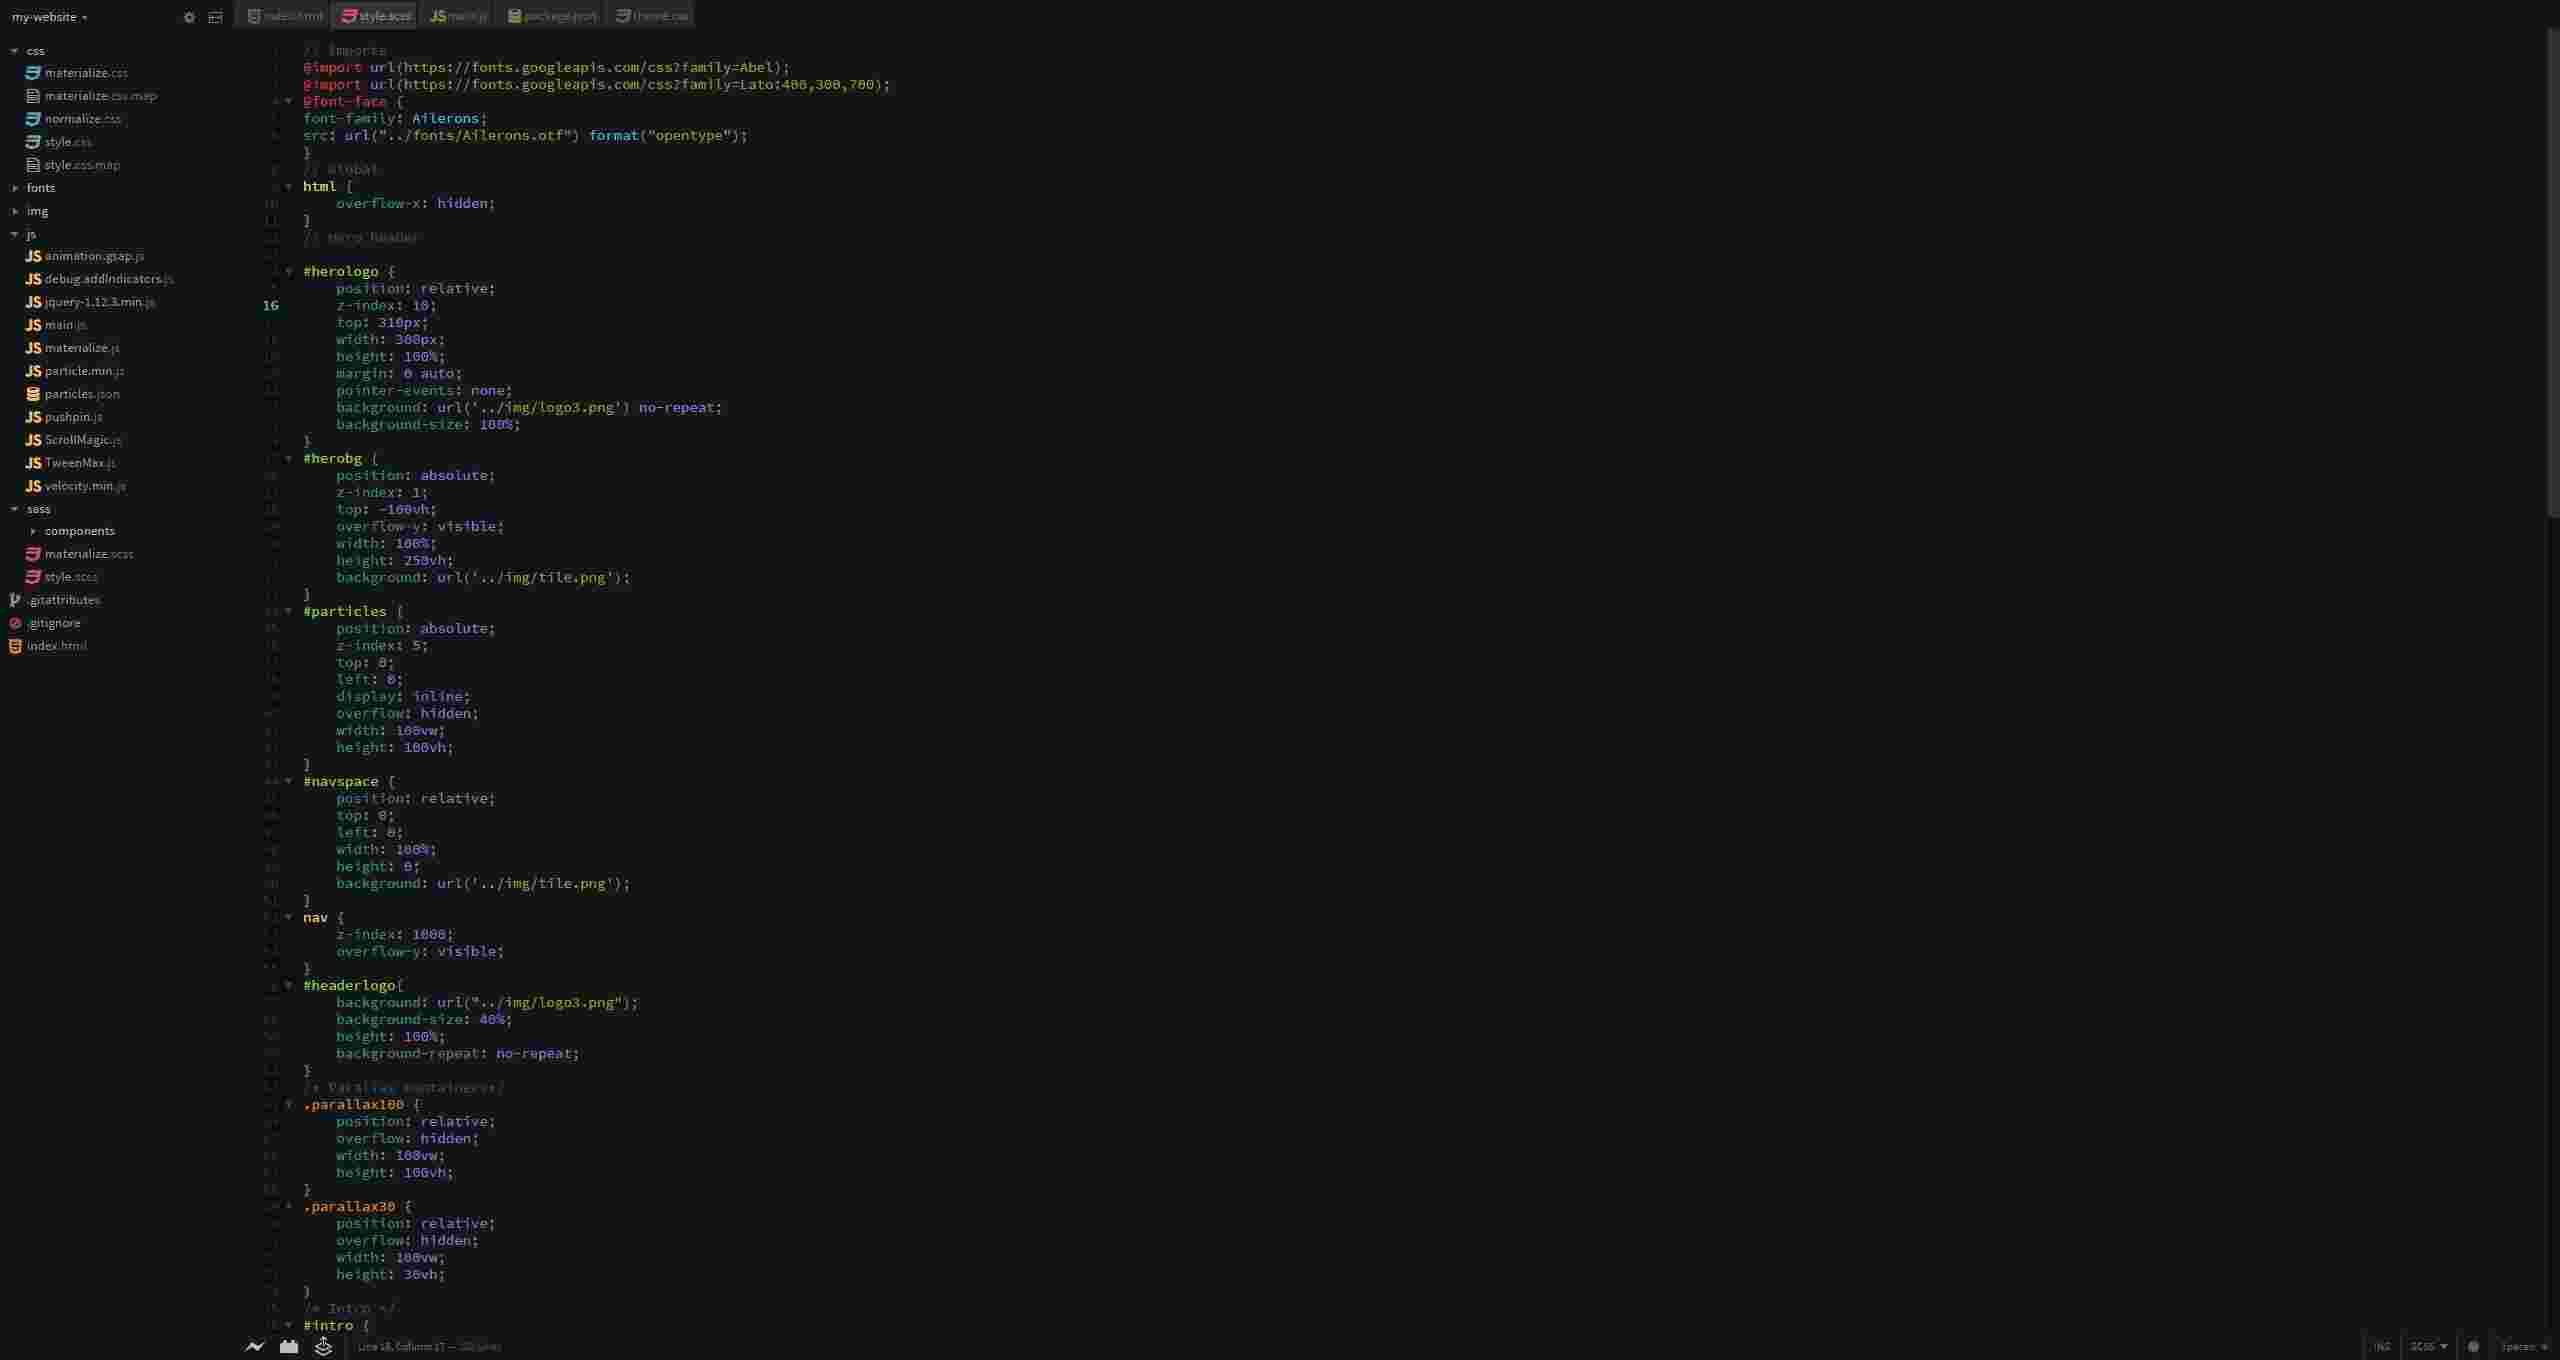 my-website
index.html
style.scss
main.js
package.json
theme.css
css
materialize.css
materialize.css.map
normalize.css
style.css
style.css.map
fonts
img
js
animation.gsap.js
debug.addIndicators.js
jquery-1.12.3.min.js
main.js
materialize.js
particle.min.js
particles.json
pushpin.js
ScrollMagic.js
TweenMax.js
velocity.min.js
sass
components
materialize.scss
style.scss
.gitattributes
.gitignore
index.html
// Imports
@import url(https://fonts.googleapis.com/css?family=Abel);
@import url(https://fonts.googleapis.com/css?family=Lato:400,300,700);
@font-face {
font-family: Ailerons;
src: url("../fonts/Ailerons.otf") format("opentype");
}
// Global
html {
overflow-x: hidden;
}
// Hero header
#herologo {
position: relative;
16 z-index: 10;
top: 310px;
width: 300px;
height: 100%;
margin: 0 auto;
pointer-events: none;
background: url('../img/logo3.png') no-repeat;
background-size: 100%;
}
#herobg {
position: absolute;
z-index: 1;
top: -100vh;
overflow-y: visible;
width: 100%;
height: 250vh;
background: url('../img/tile.png');
}
#particles {
position: absolute;
z-index: 5;
top: 0;
left: 0;
display: inline;
overflow: hidden;
width: 100vw;
height: 100vh;
}
#navspace {
position: relative;
top: 0;
left: 0;
width: 100%;
height: 0;
background: url('../img/tile.png');
}
nav {
z-index: 1000;
overflow-y: visible;
}
#headerlogo{
background: url("../img/logo3.png");
background-size: 40%;
height: 100%;
background-repeat: no-repeat;
}
/* Parallax containers*/
.parallax100 {
position: relative;
overflow: hidden;
width: 100vw;
height: 100vh;
}
.parallax30 {
position: relative;
overflow: hidden;
width: 100vw;
height: 30vh;
}
/* Intro */
#intro {
Line 16, Column 17 —
INS
SCSS
Spaces: 4